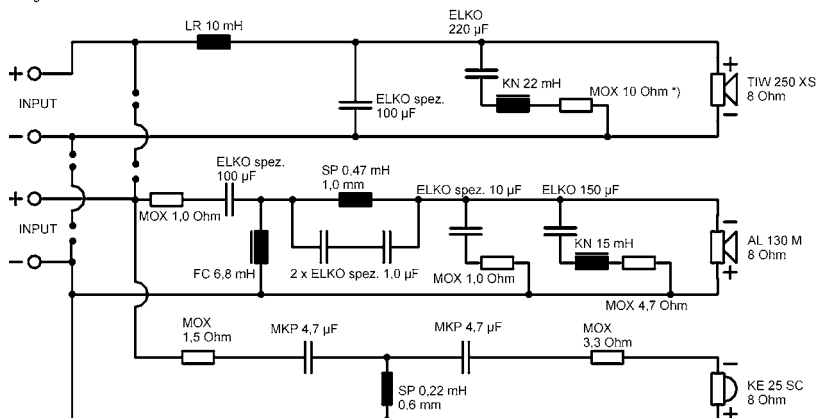 LR 10 mH
ELKO
220 µF
+
INPUT
−
ELKO spez.
100 µF
KN 22 mH
MOX 10 Ohm *)
+
TIW 250 XS
8 Ohm
−
+
INPUT
−
MOX 1,0 Ohm
ELKO spez.
100 µF
FC 6,8 mH
SP 0,47 mH
1,0 mm
2 x ELKO spez. 1,0 µF
ELKO spez. 10 µF
MOX 1,0 Ohm
ELKO 150 µF
KN 15 mH
MOX 4,7 Ohm
−
AL 130 M
8 Ohm
+
MOX
1,5 Ohm
MKP 4,7 µF
SP 0,22 mH
0,6 mm
MKP 4,7 µF
MOX
3,3 Ohm
−
KE 25 SC
8 Ohm
+